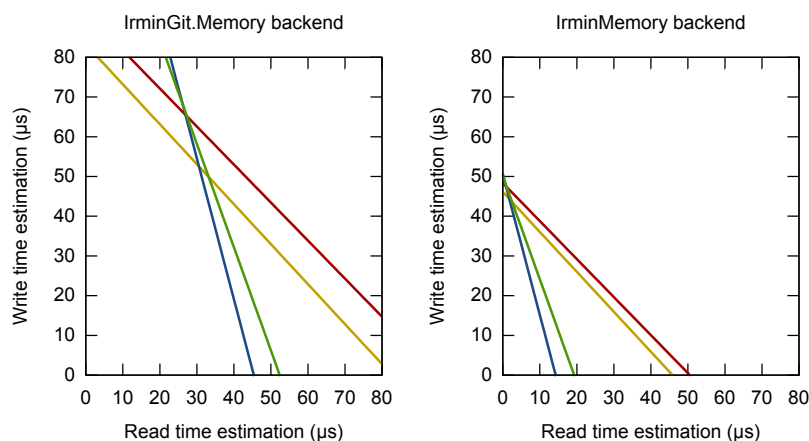 IrminGit.Memory backend
80
70
60
50
40
30
20
10
0
Write time estimation (µs)
0 10 20 30 40 50 60 70 80
Read time estimation (µs)
IrminMemory backend
80
70
60
50
40
30
20
10
0
Write time estimation (µs)
0 10 20 30 40 50 60 70 80
Read time estimation (µs)